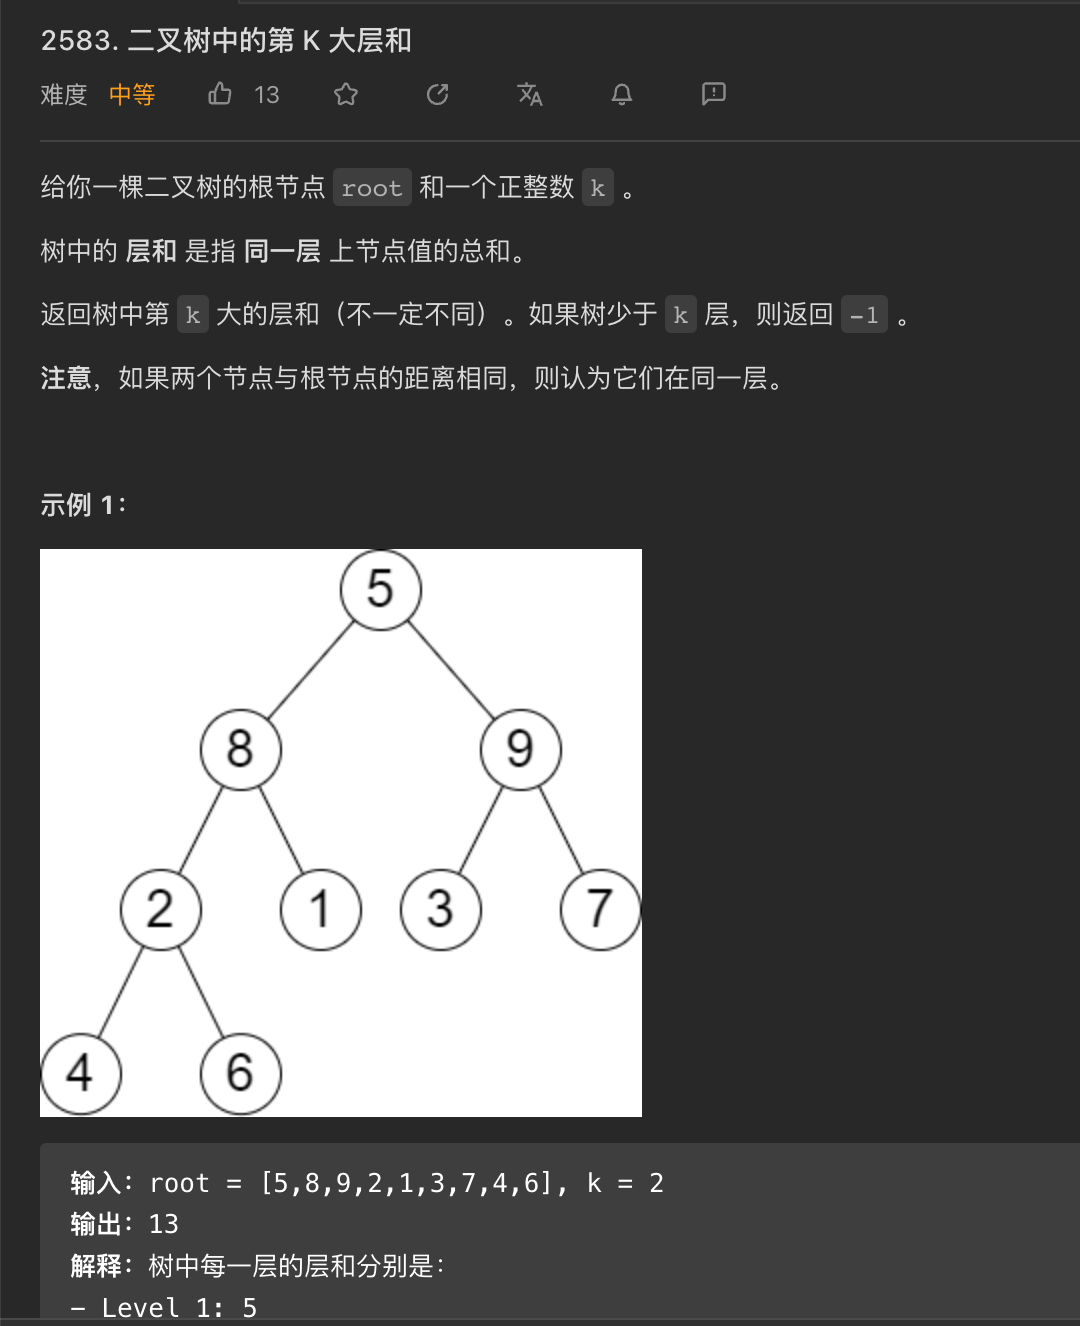 2583. 二叉树中的第 K 大层和
难度 中等 13
给你一棵二叉树的根节点 root 和一个正整数 k 。
树中的 层和 是指 同一层 上节点值的总和。
返回树中第 k 大的层和（不一定不同）。如果树少于 k 层，则返回 -1 。
注意，如果两个节点与根节点的距离相同，则认为它们在同一层。
示例 1：
5
8 9
2 1 3 7
4 6
输入：root = [5,8,9,2,1,3,7,4,6], k = 2
输出：13
解释：树中每一层的层和分别是：
- Level 1: 5